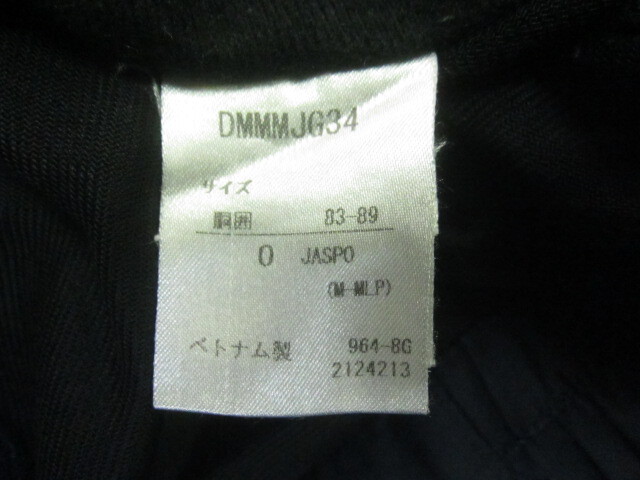 DMMMJG34
サイズ
胴囲 83-89
O JASPO
(M-MLP)
ベトナム製 964-8G
2124213